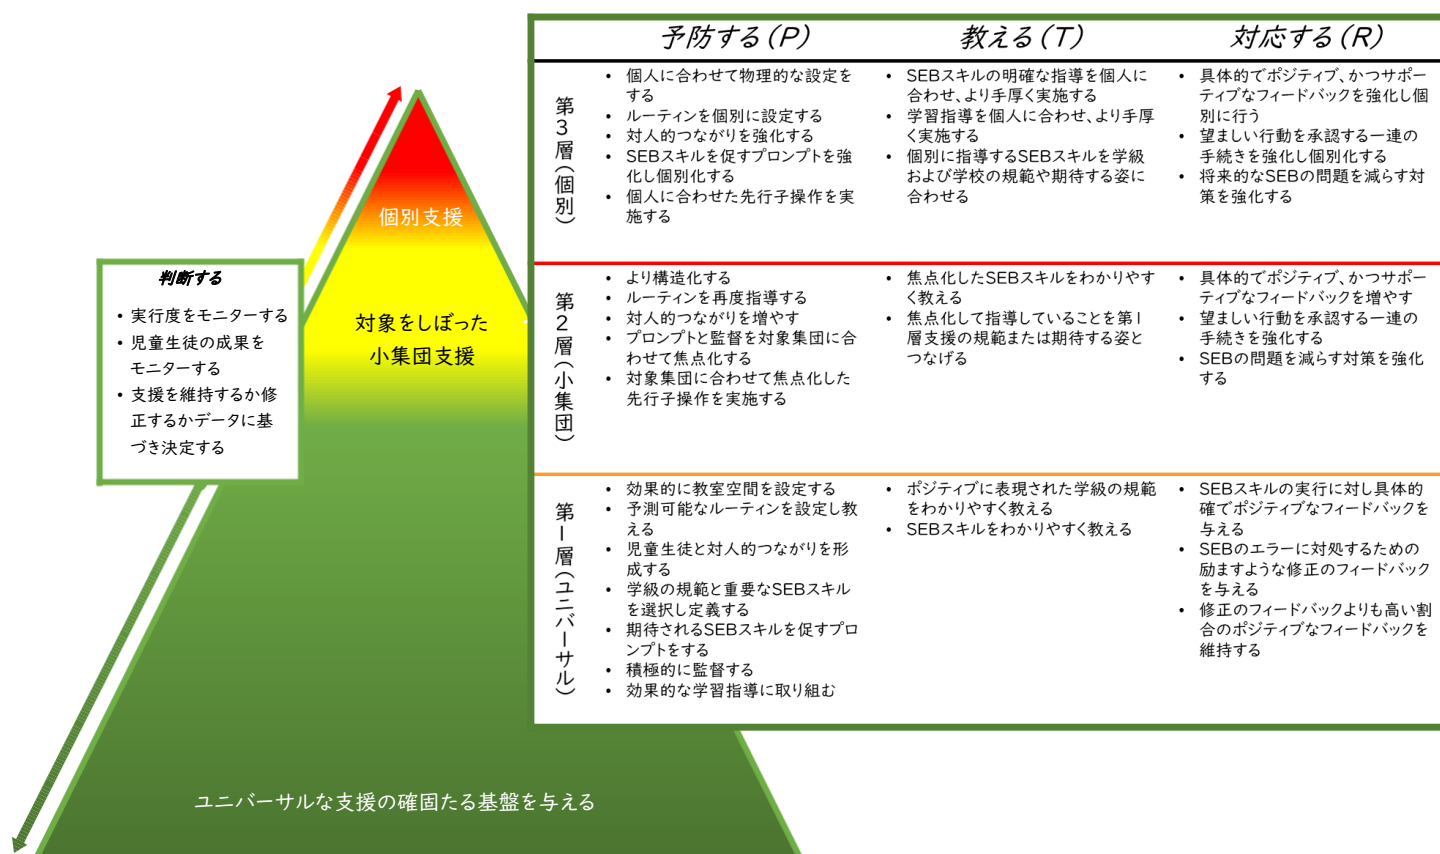 予防する(P)
教える(T)
対応する(R)
第3層(個別)
• 個人に合わせて物理的な設定を
する
• ルーティンを個別に設定する
• 対人的つながりを強化する
• SEBスキルを促すプロンプトを強
化し個別化する
• 個人に合わせた先行子操作を実
施する
• SEBスキルの明確な指導を個人に
合わせ、より手厚く実施する
• 学習指導を個人に合わせ、より手厚
く実施する
• 個別に指導するSEBスキルを学級
および学校の規範や期待する姿に
合わせる
• 具体的でポジティブ、かつサポー
ティブなフィードバックを強化し個
別に行う
• 望ましい行動を承認する一連の
手続きを強化し個別化する
• 将来的なSEBの問題を減らす対
策を強化する
第2層(小集団)
• より構造化する
• ルーティンを再度指導する
• 対人的つながりを増やす
• プロンプトと監督を対象集団に合
わせて焦点化する
• 対象集団に合わせて焦点化した
先行子操作を実施する
• 焦点化したSEBスキルをわかりやす
く教える
• 焦点化して指導していることを第1
層支援の規範または期待する姿と
つなげる
• 具体的でポジティブ、かつサポー
ティブなフィードバックを増やす
• 望ましい行動を承認する一連の
手続きを強化する
• SEBの問題を減らす対策を強化
する
第1層(ユニバーサル)
• 効果的に教室空間を設定する
• 予測可能なルーティンを設定し教
える
• 児童生徒と対人的つながりを形
成する
• 学級の規範と重要なSEBスキル
を選択し定義する
• 期待されるSEBスキルを促すプロ
ンプトをする
• 積極的に監督する
• 効果的な学習指導に取り組む
• ポジティブに表現された学級の規範
をわかりやすく教える
• SEBスキルをわかりやすく教える
• SEBスキルの実行に対し具体的
確でポジティブなフィードバックを
与える
• SEBのエラーに対処するための
励ますような修正のフィードバック
を与える
• 修正のフィードバックよりも高い割
合のポジティブなフィードバックを
維持する
個別支援
対象をしぼった
小集団支援
判断する
• 実行度をモニターする
• 児童生徒の成果を
モニターする
• 支援を維持するか修
正するかデータに基
づき決定する
ユニバーサルな支援の確固たる基盤を与える